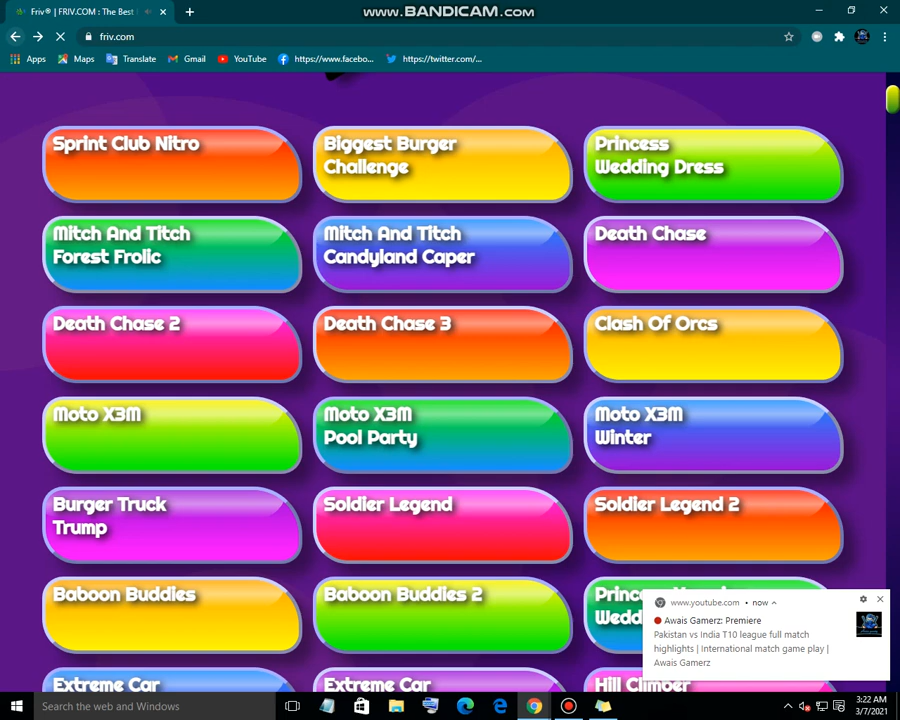 www.BANDICAM.com
Friv® | FRIV.COM : The Best
friv.com
Apps Maps Translate Gmail YouTube https://www.facebo... https://twitter.com/...
Sprint Club Nitro
Biggest Burger
Challenge
Princess
Wedding Dress
Mitch And Titch
Forest Frolic
Mitch And Titch
Candyland Caper
Death Chase
Death Chase 2
Death Chase 3
Clash Of Orcs
Moto X3M
Moto X3M
Pool Party
Moto X3M
Winter
Burger Truck
Trump
Soldier Legend
Soldier Legend 2
Baboon Buddies
Baboon Buddies 2
Extreme Car
Extreme Car
Hill Climber
www.youtube.com • now
Awais Gamerz: Premiere
Pakistan vs India T10 league full match
highlights | International match game play |
Awais Gamerz
Search the web and Windows
3:22 AM
3/7/2021